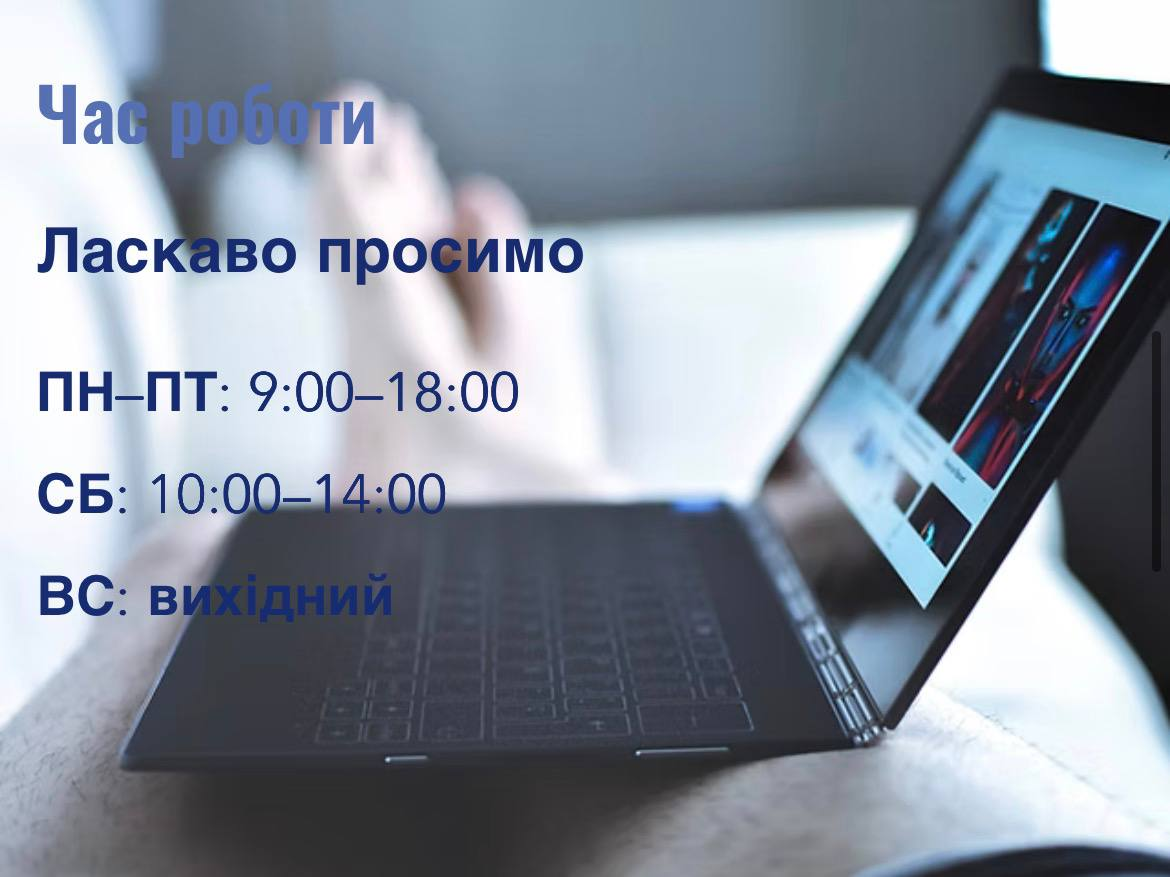 Час роботи
Ласкаво просимо
ПН–ПТ: 9:00–18:00
СБ: 10:00–14:00
ВС: вихідний